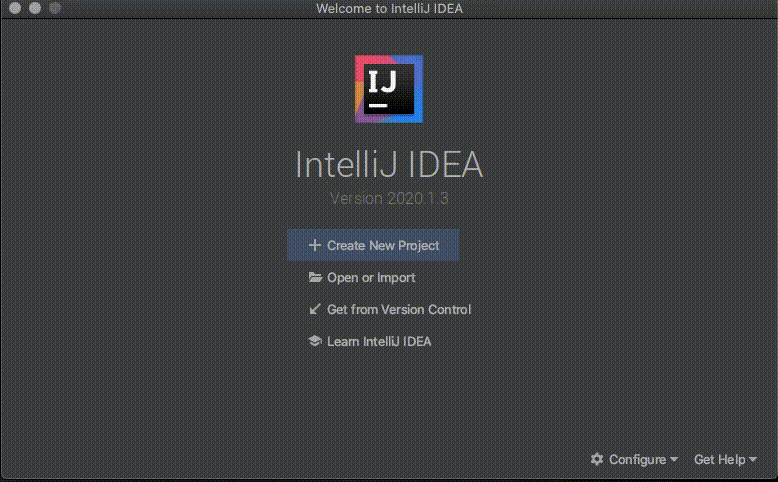 Welcome to IntelliJ IDEA
IJ
IntelliJ IDEA
Version 2020.1.3
Create New Project
Open or Import
Get from Version Control
Learn IntelliJ IDEA
Configure Get Help